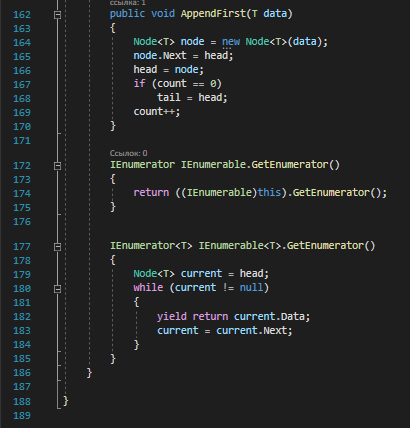 ссылка: 1
162 public void AppendFirst(T data)
163 {
164 Node<T> node = new Node<T>(data);
165 node.Next = head;
166 head = node;
167 if (count == 0)
168 tail = head;
169 count++;
170 }
171
Ссылок: 0
172 IEnumerator IEnumerable.GetEnumerator()
173 {
174 return ((IEnumerable)this).GetEnumerator();
175 }
176
177 IEnumerator<T> IEnumerable<T>.GetEnumerator()
178 {
179 Node<T> current = head;
180 while (current != null)
181 {
182 yield return current.Data;
183 current = current.Next;
184 }
185 }
186 }
187
188 }
189